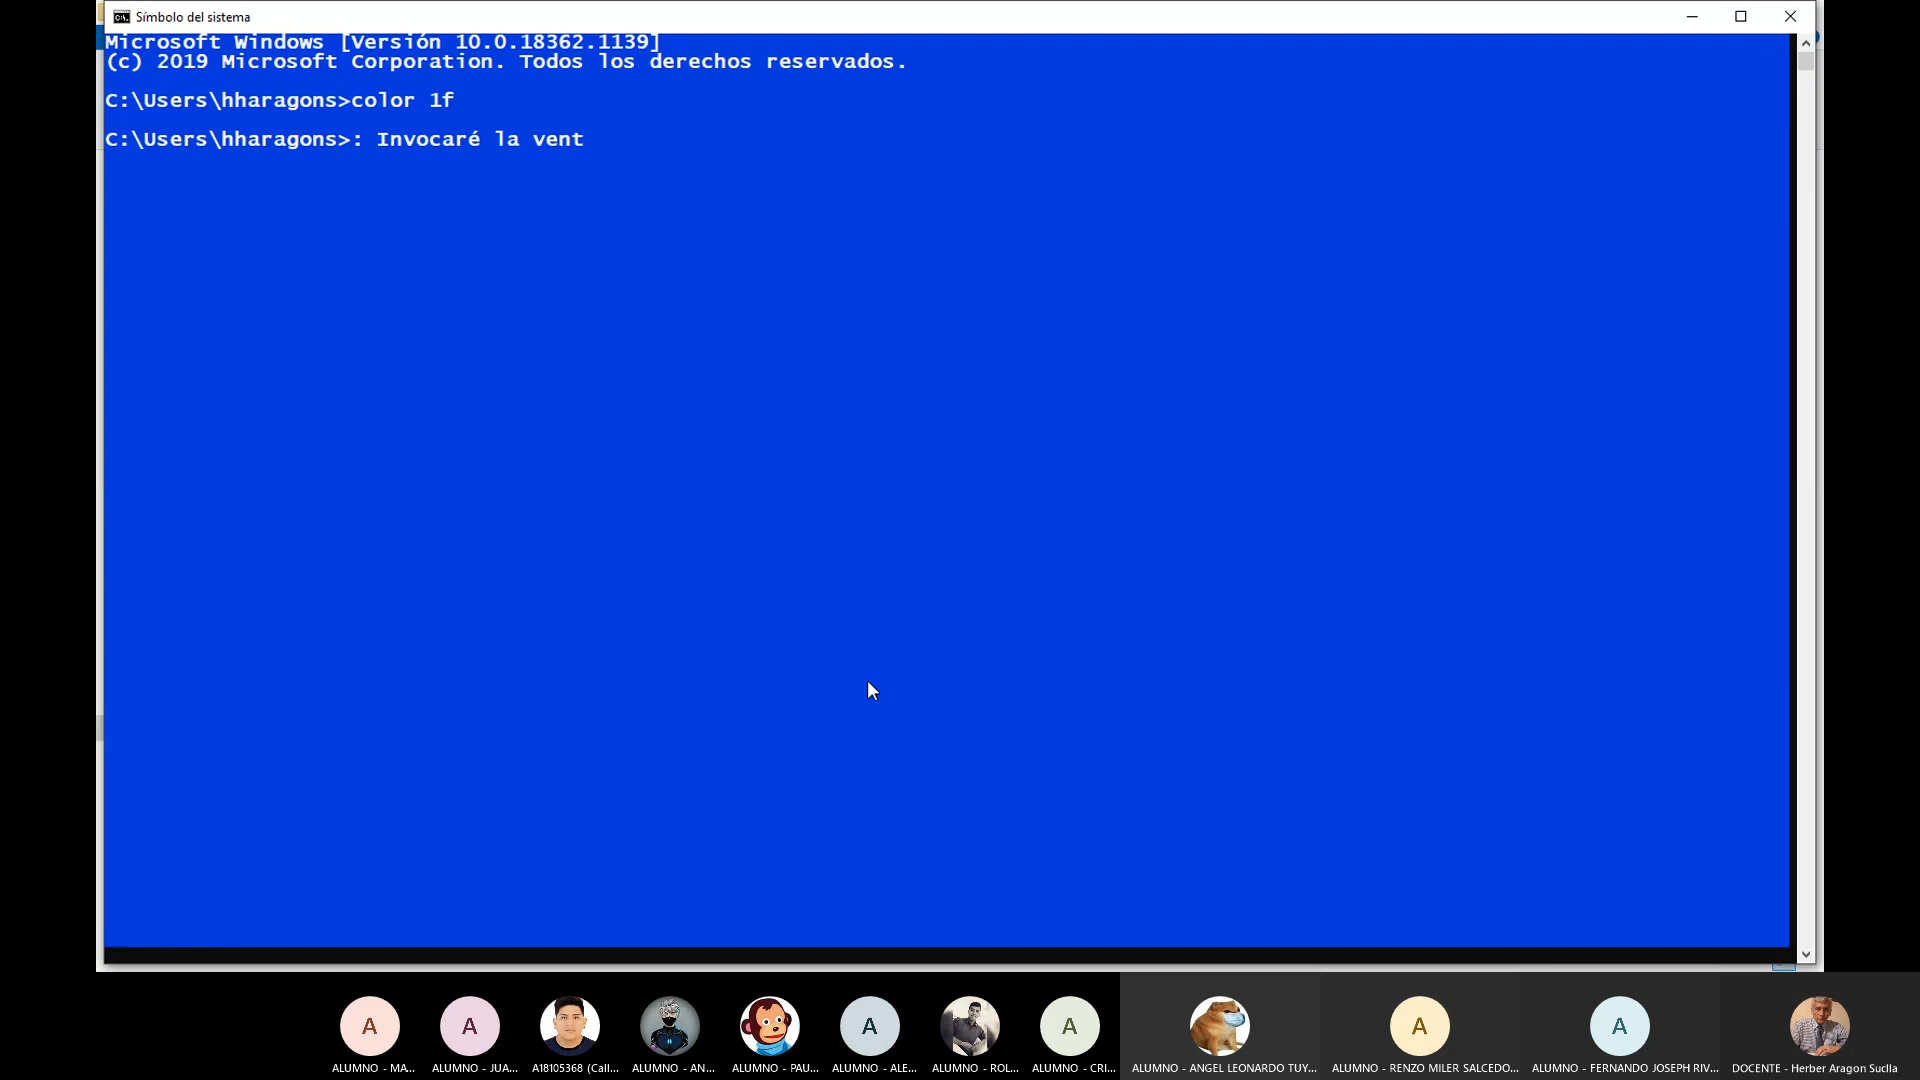 Símbolo del sistema
Microsoft Windows [Versión 10.0.18362.1139]
(c) 2019 Microsoft Corporation. Todos los derechos reservados.
C:\Users\hharagons>color 1f
C:\Users\hharagons>: Invocaré la vent
A
A
A
A
A
A
ALUMNO - MA...
ALUMNO - JUA...
A18105368 (Call...
ALUMNO - AN...
ALUMNO - PAU...
ALUMNO - ALE...
ALUMNO - ROL...
ALUMNO - CRI...
ALUMNO - ANGEL LEONARDO TUY...
ALUMNO - RENZO MILER SALCEDO...
ALUMNO - FERNANDO JOSEPH RIV...
DOCENTE - Herber Aragon Suclla